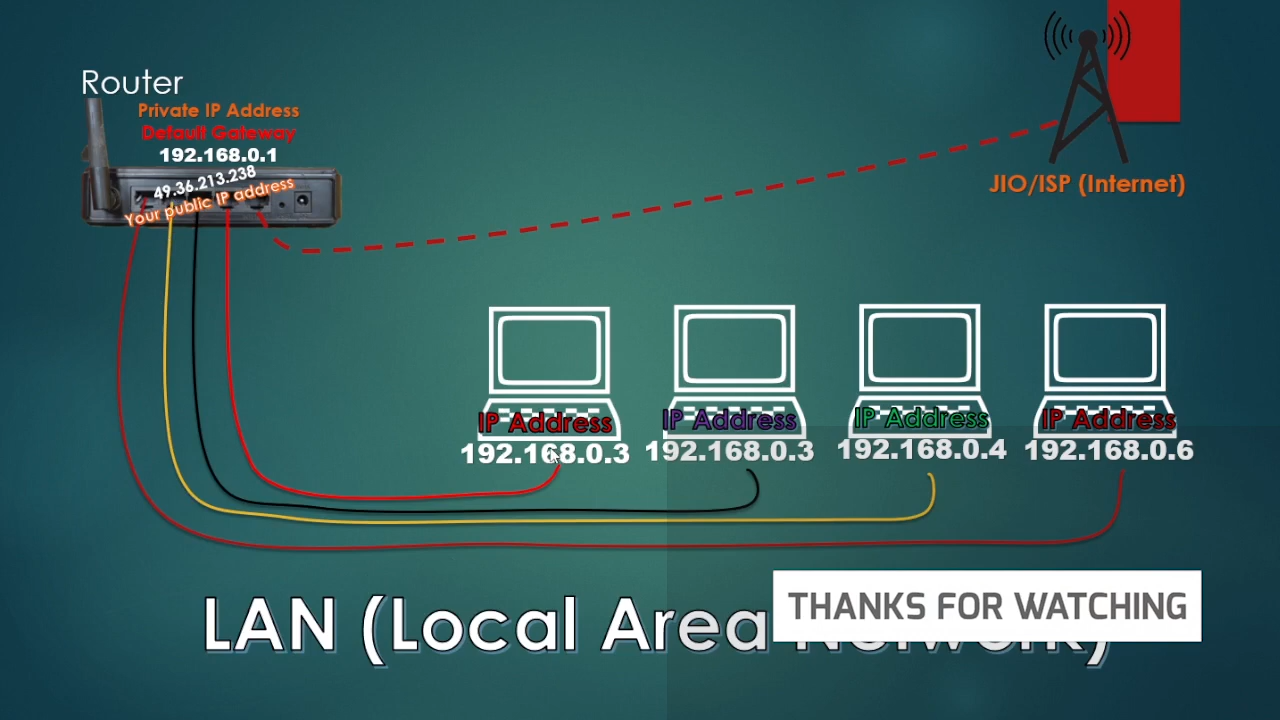 Router
Private IP Address
Default Gateway
192.168.0.1
49.36.213.238
Your public IP address
JIO/ISP (Internet)
IP Address
192.168.0.3
IP Address
192.168.0.3
IP Address
192.168.0.4
IP Address
192.168.0.6
LAN (Local Area Network)
THANKS FOR WATCHING